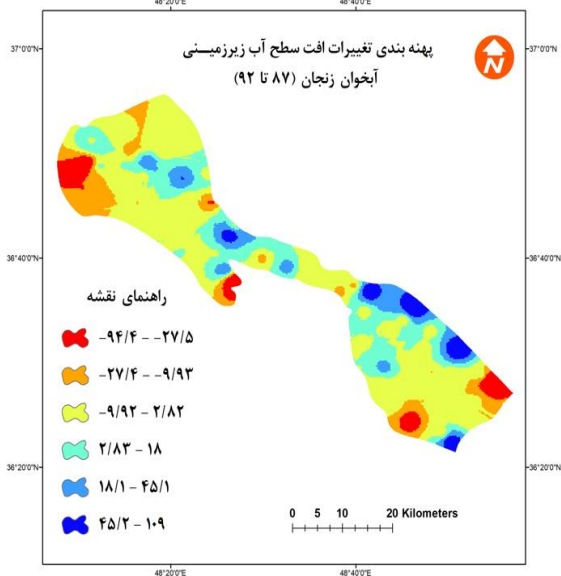 48°20'0"E 48°40'0"E
37°0'0"N 37°0'0"N
پهنه بندی تغییرات افت سطح آب زیرزمیــنی
آبخوان زنجان (۸۷ تا ۹۲)
N
36°40'0"N 36°40'0"N
راهنمای نقشه
-۹۴/۴ - -۲۷/۵
-۲۷/۴ - -۹/۹۳
-۹/۹۲ - ۲/۸۲
۲/۸۳ - ۱۸
۱۸/۱ - ۴۵/۱
۴۵/۲ - ۱۰۹
36°20'0"N 36°20'0"N
0 5 10 20 Kilometers
48°20'0"E 48°40'0"E